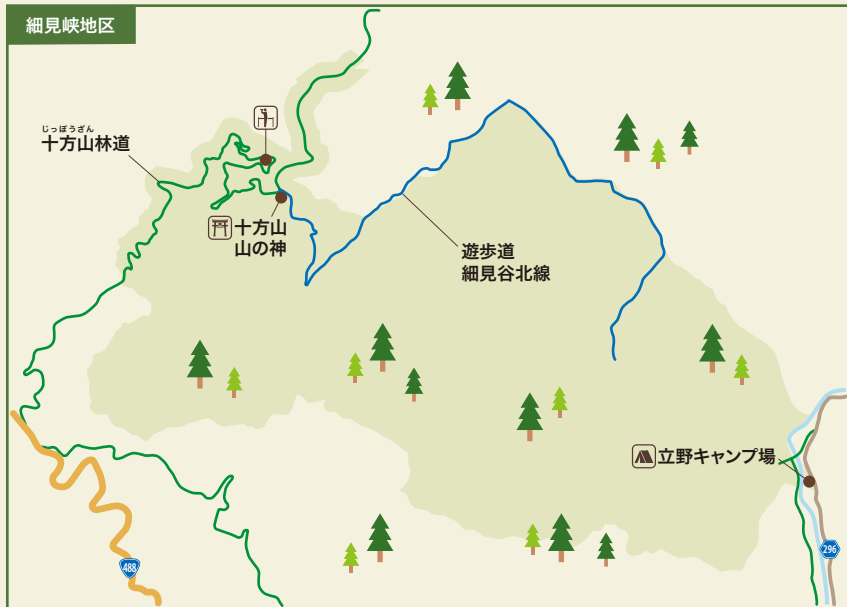 細見峡地区
じっぽうざん
十方山林道
十方山
山の神
遊歩道
細見谷北線
立野キャンプ場
488
296